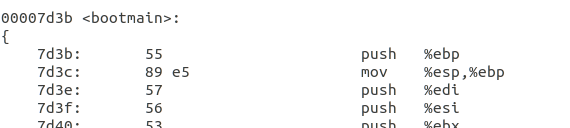 00007d3b <bootmain>:
{
    7d3b:	55                   	push   %ebp
    7d3c:	89 e5                	mov    %esp,%ebp
    7d3e:	57                   	push   %edi
    7d3f:	56                   	push   %esi
    7d40:	53                   	push   %ebx